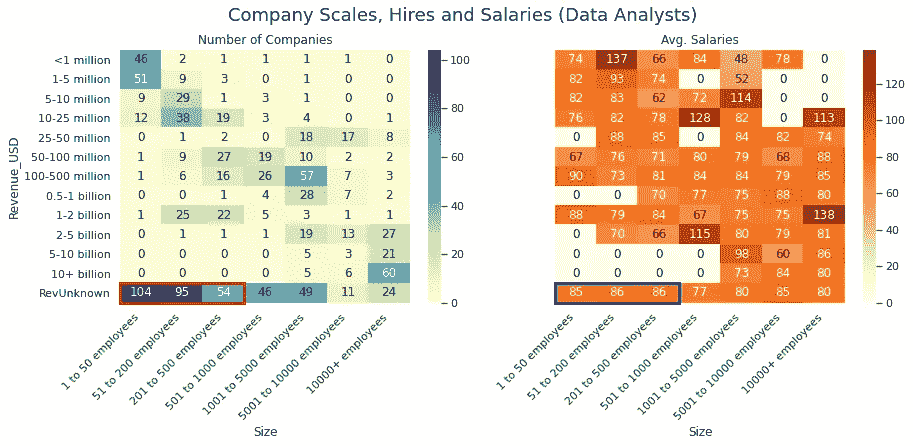 Company Scales, Hires and Salaries (Data Analysts)
Number of Companies
Avg. Salaries
Revenue_USD
<1 million 46 2 1 1 1 1 0 74 137 66 84 48 78 0
1-5 million 51 9 3 0 1 0 0 82 93 74 0 52 0 0
5-10 million 9 29 1 3 1 0 0 82 83 62 72 114 0 0
10-25 million 12 38 19 3 4 0 1 76 82 78 128 82 0 113
25-50 million 0 1 2 0 18 17 8 0 88 85 0 84 82 74
50-100 million 1 9 27 19 10 2 2 67 76 71 80 79 68 88
100-500 million 1 6 16 26 57 7 3 90 73 81 84 84 79 85
0.5-1 billion 0 0 1 4 28 7 2 0 0 70 77 75 88 80
1-2 billion 1 25 22 5 3 1 1 88 79 84 67 75 75 138
2-5 billion 0 1 1 1 19 13 27 0 70 66 115 80 79 81
5-10 billion 0 0 0 0 5 3 21 0 0 0 0 98 60 86
10+ billion 0 0 0 0 5 6 60 0 0 0 0 73 84 80
RevUnknown 104 95 54 46 49 11 24 85 86 86 77 80 85 80
100
80
60
40
20
0
120
100
80
60
40
20
0
1 to 50 employees
51 to 200 employees
201 to 500 employees
501 to 1000 employees
1001 to 5000 employees
5001 to 10000 employees
10000+ employees
Size
1 to 50 employees
51 to 200 employees
201 to 500 employees
501 to 1000 employees
1001 to 5000 employees
5001 to 10000 employees
10000+ employees
Size